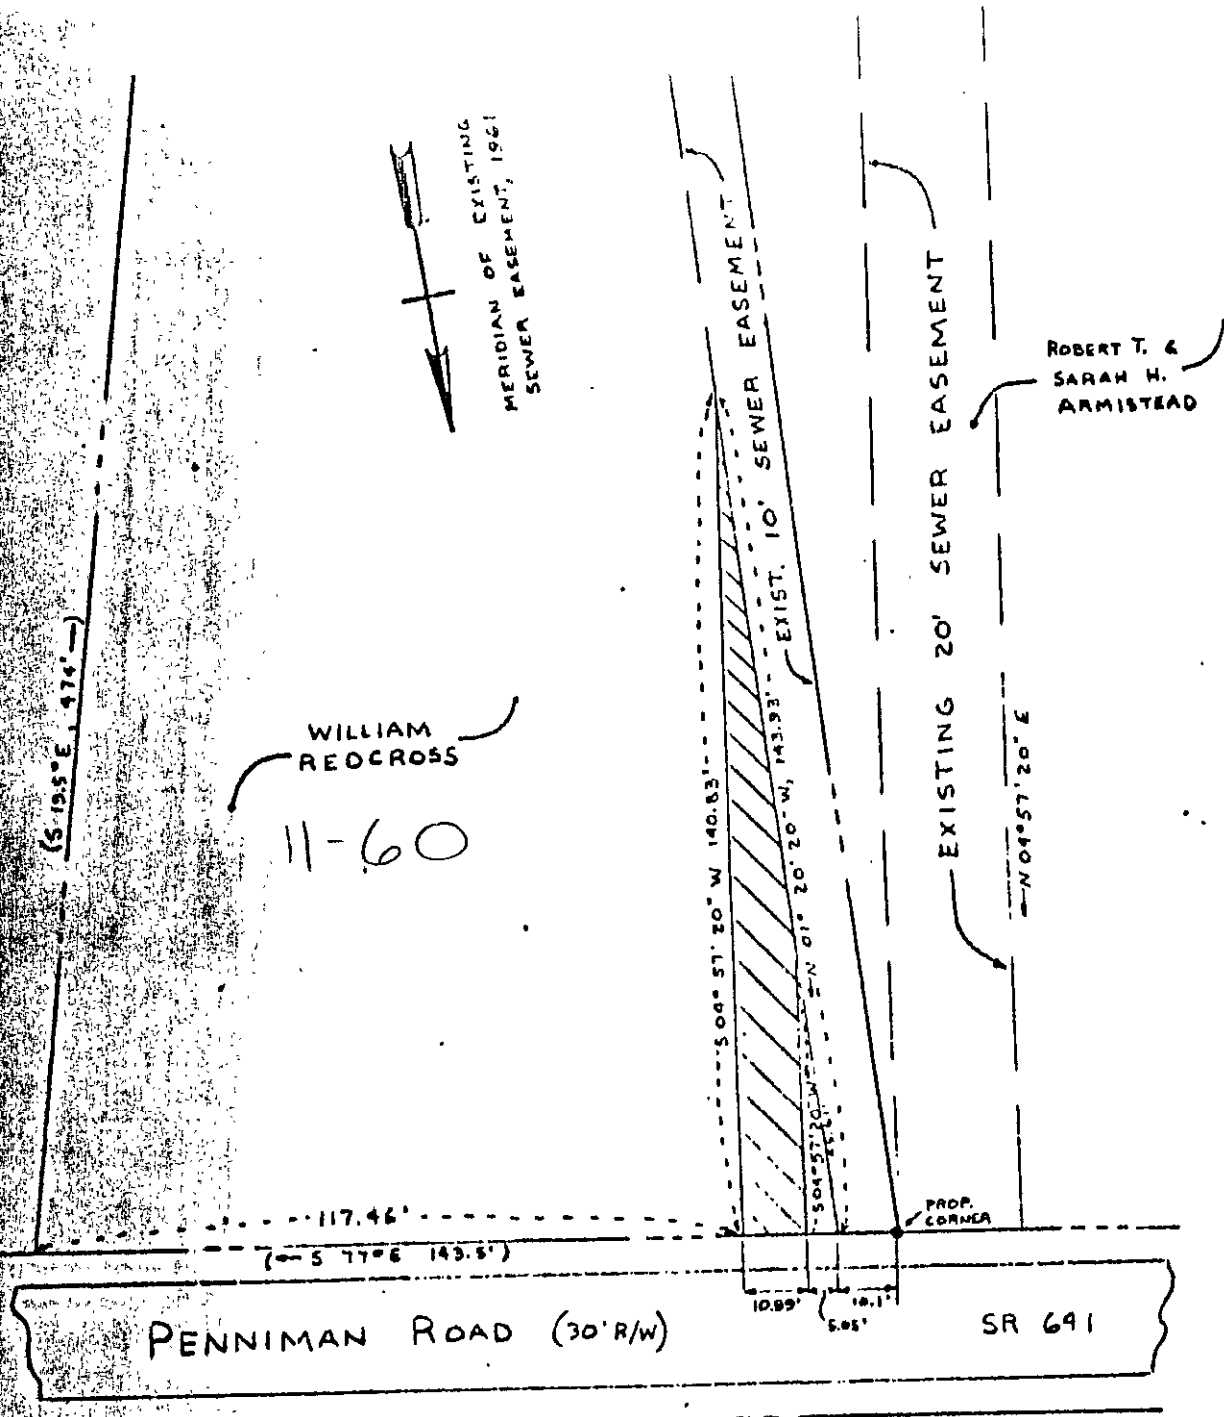 MERIDIAN OF EXISTING
SEWER EASEMENT, 1961
EXIST. 10' SEWER EASEMENT
EXISTING 20' SEWER EASEMENT
ROBERT T. &
SARAH H.
ARMISTEAD
(S 19.5° E, 474')
WILLIAM
REDCROSS
11-60
S 04° 57' 20" W 140.83'
N 01° 20' 20" W, 143.93'
S 04° 57' 20" W
N 04° 57' 20" E
PROP.
CORNER
117.46'
(S 77° E 143.5')
10.89'
5.05'
10.1'
PENNIMAN ROAD (30' R/W)
SR 641